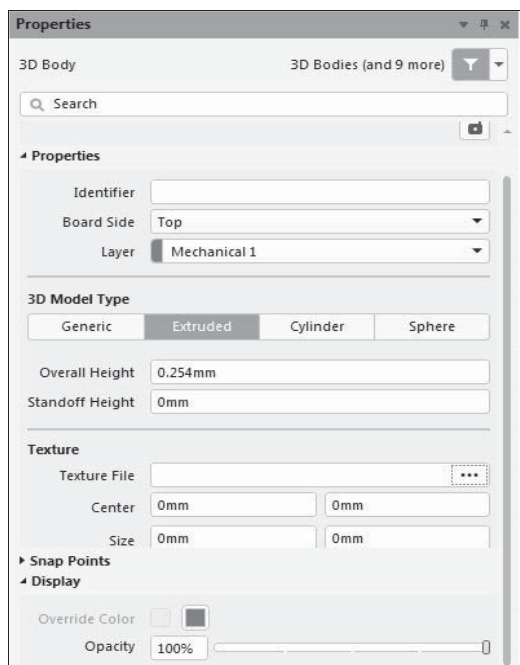 Properties
3D Body 3D Bodies (and 9 more)
Search
Properties
Identifier
Board Side Top
Layer Mechanical 1
3D Model Type
Generic Extruded Cylinder Sphere
Overall Height 0.254mm
Standoff Height 0mm
Texture
Texture File ...
Center 0mm 0mm
Size 0mm 0mm
Snap Points
Display
Override Color
Opacity 100%